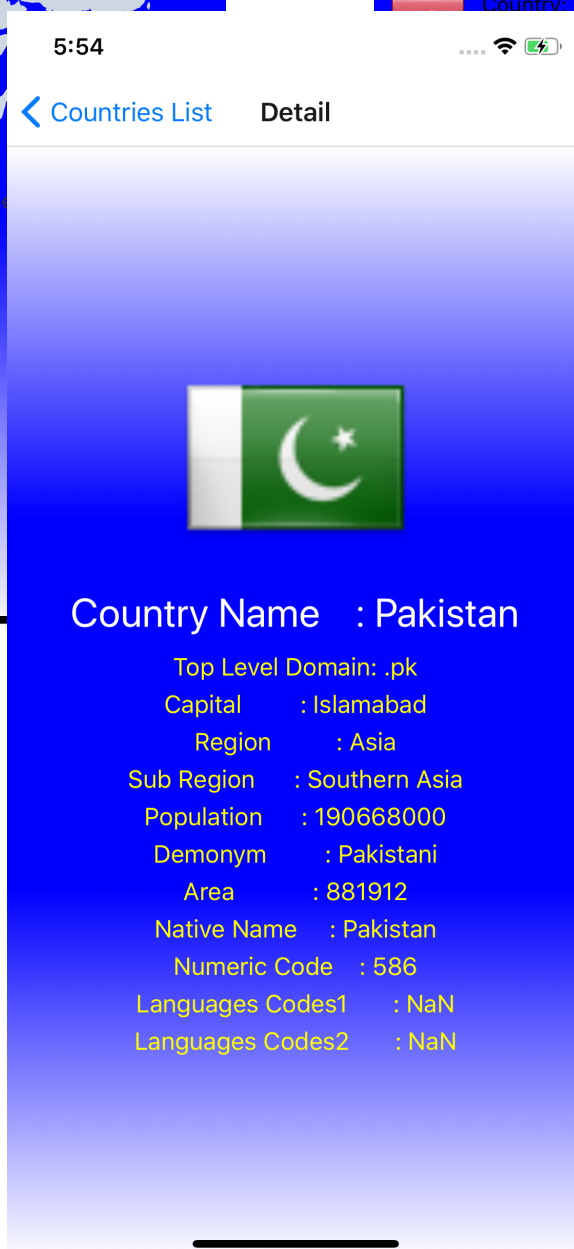 Country:
5:54
Countries List Detail
Country Name : Pakistan
Top Level Domain: .pk
Capital : Islamabad
Region : Asia
Sub Region : Southern Asia
Population : 190668000
Demonym : Pakistani
Area : 881912
Native Name : Pakistan
Numeric Code : 586
Languages Codes1 : NaN
Languages Codes2 : NaN